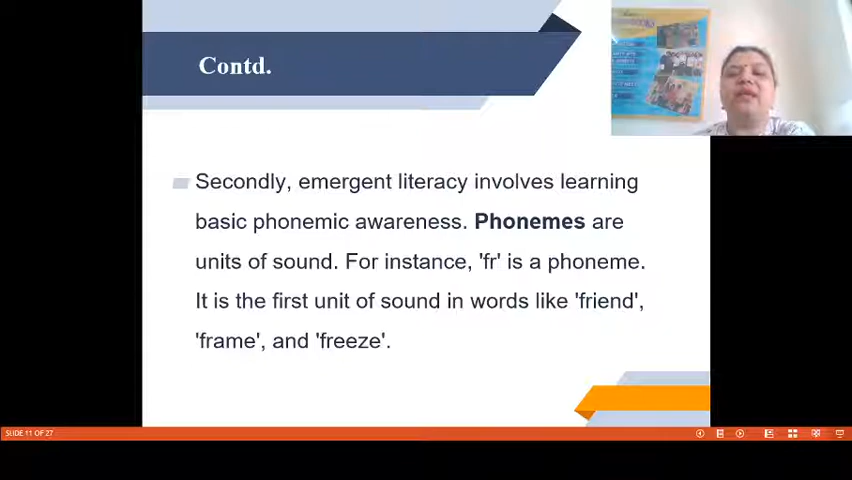 Contd.
Secondly, emergent literacy involves learning
basic phonemic awareness. Phonemes are
units of sound. For instance, 'fr' is a phoneme.
It is the first unit of sound in words like 'friend',
'frame', and 'freeze'.
SLIDE 11 OF 27